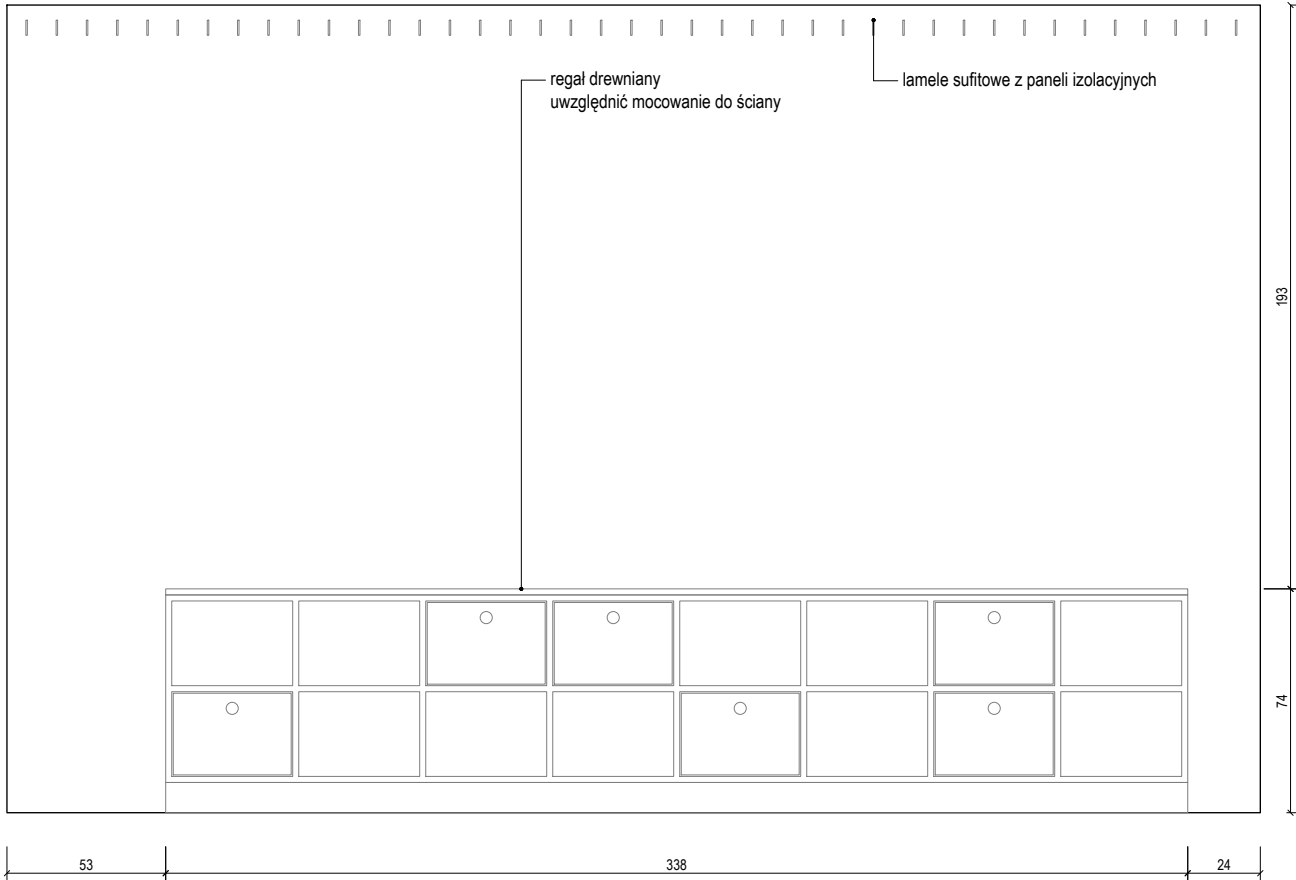 regał drewniany
uwzględnić mocowanie do ściany
lamele sufitowe z paneli izolacyjnych
193
74
53
338
24